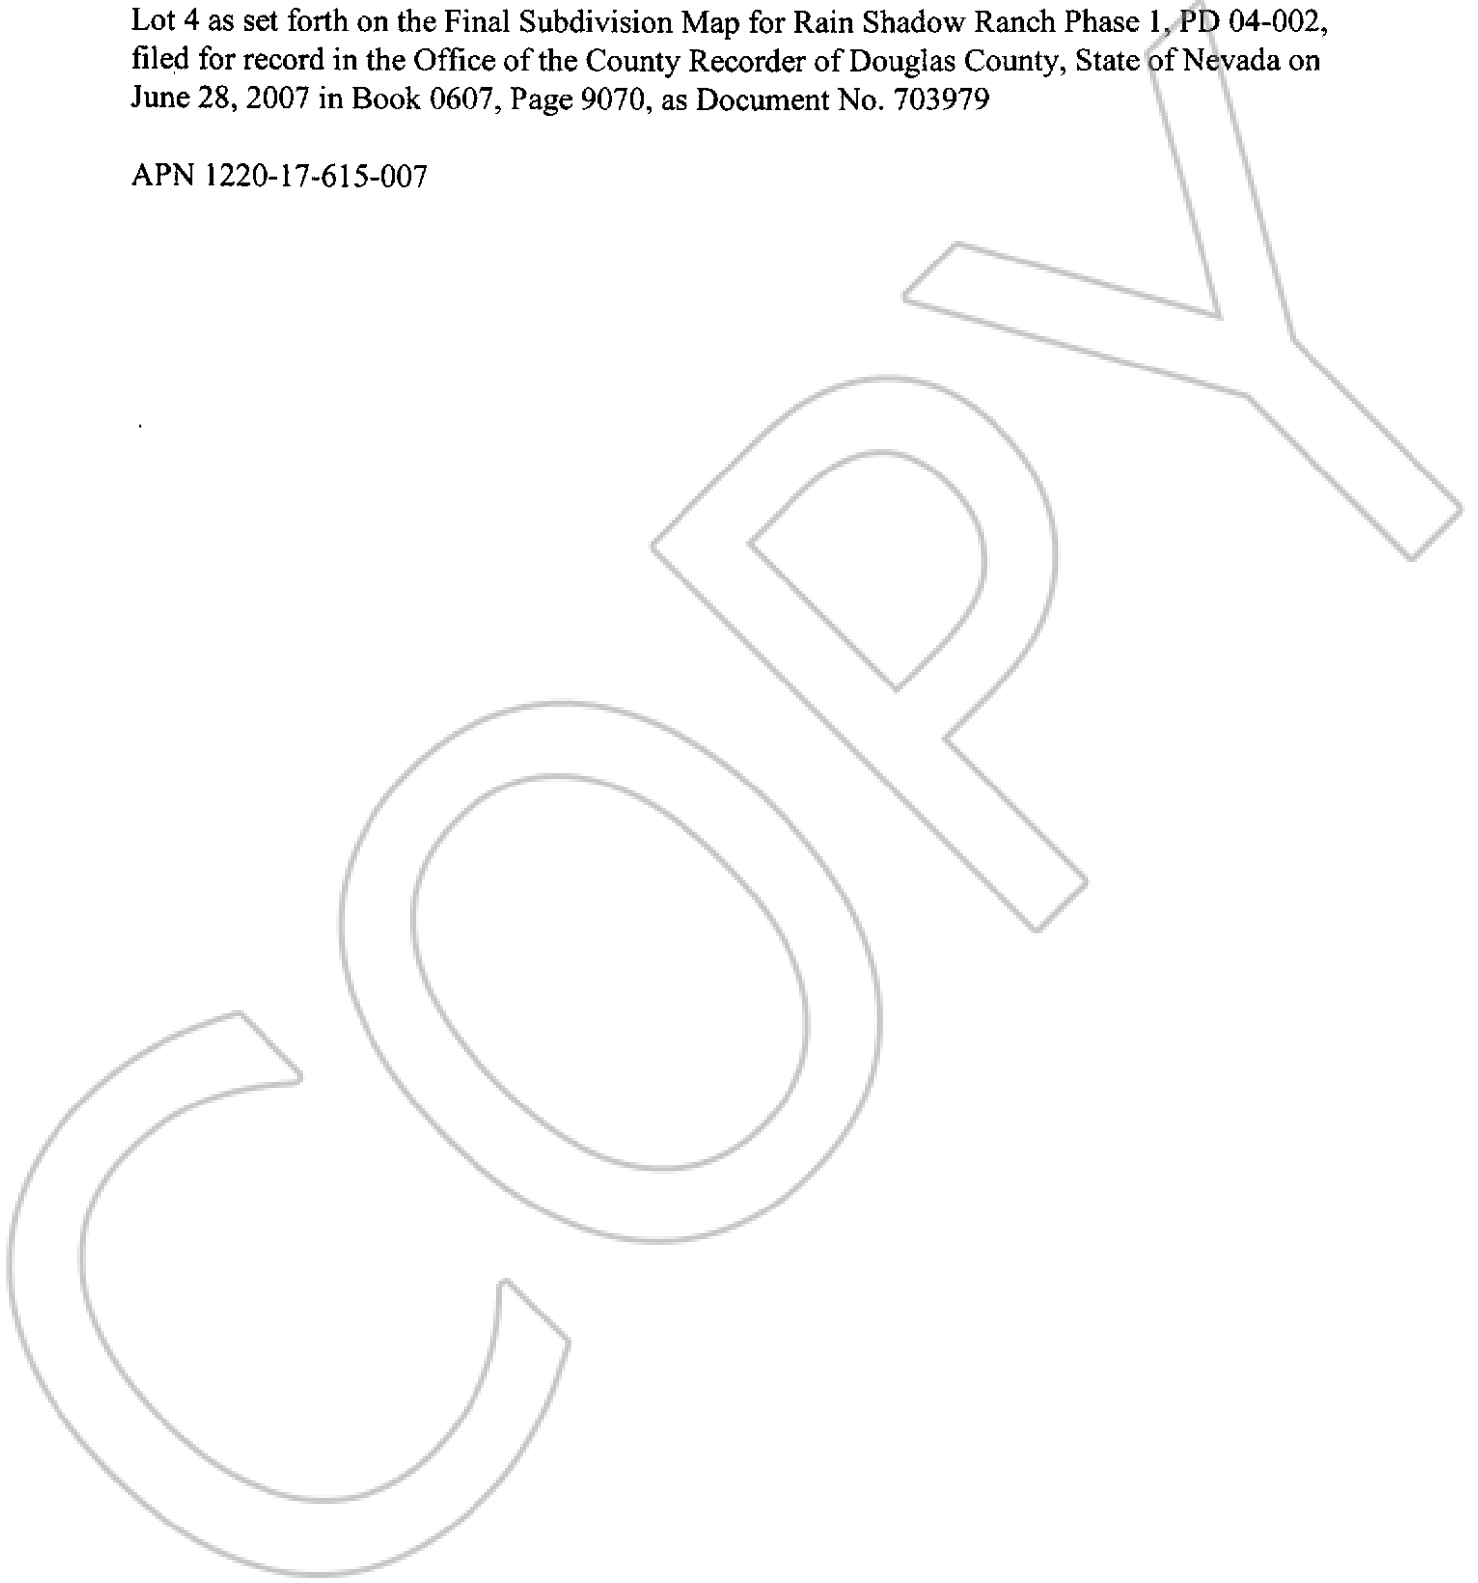 Lot 4 as set forth on the Final Subdivision Map for Rain Shadow Ranch Phase 1, PD 04-002,
filed for record in the Office of the County Recorder of Douglas County, State of Nevada on
June 28, 2007 in Book 0607, Page 9070, as Document No. 703979
APN 1220-17-615-007
COPY